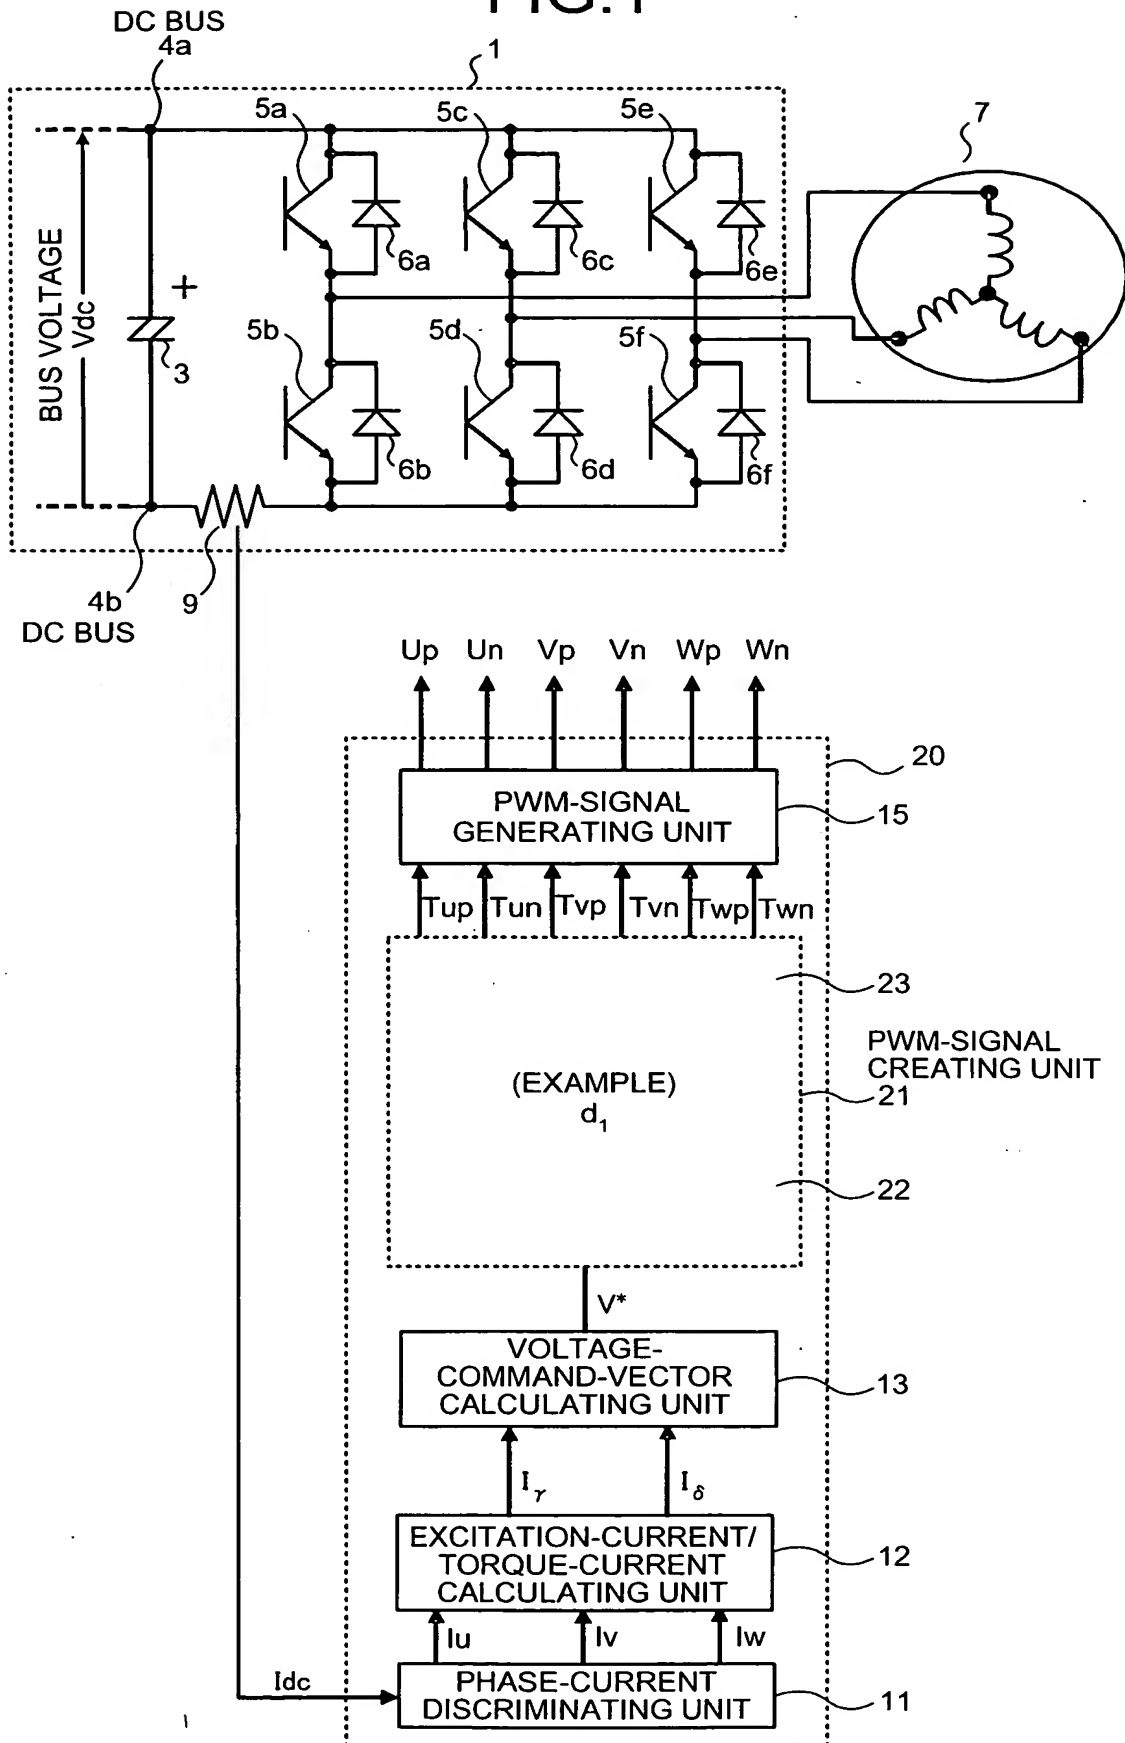 FIG.1
DC BUS
4a
1
5a
5c
5e
7
BUS VOLTAGE
Vdc
+
3
6a
6c
6e
5b
5d
5f
6b
6d
6f
4b
DC BUS
9
Up Un Vp Vn Wp Wn
20
PWM-SIGNAL
GENERATING UNIT
15
Tup Tun Tvp Tvn Twp Twn
23
PWM-SIGNAL
CREATING UNIT
(EXAMPLE)
d1
21
22
V*
VOLTAGE-
COMMAND-VECTOR
CALCULATING UNIT
13
Iγ Iδ
EXCITATION-CURRENT/
TORQUE-CURRENT
CALCULATING UNIT
12
Iu Iv Iw
Idc
PHASE-CURRENT
DISCRIMINATING UNIT
11